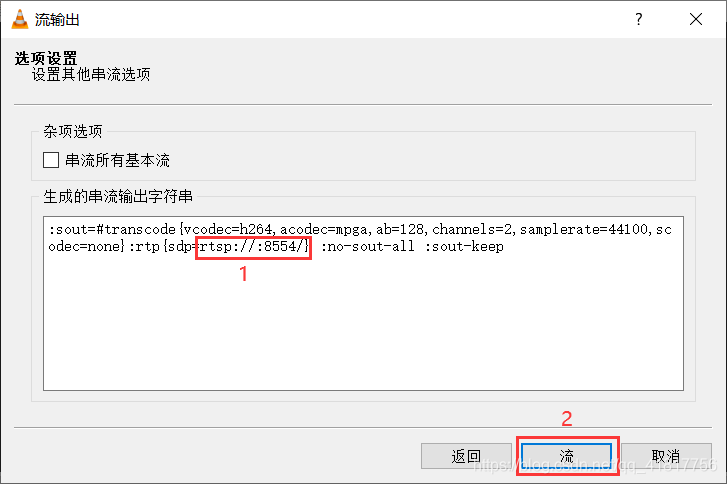 流输出
?
选项设置
设置其他串流选项
杂项选项
串流所有基本流
生成的串流输出字符串
:sout=#transcode{vcodec=h264,acodec=mpga,ab=128,channels=2,samplerate=44100,sc
odec=none}:rtp{sdp=rtsp://:8554/} :no-sout-all :sout-keep
1
2
返回
流
取消
https://blog.csdn.net/qq_41817756